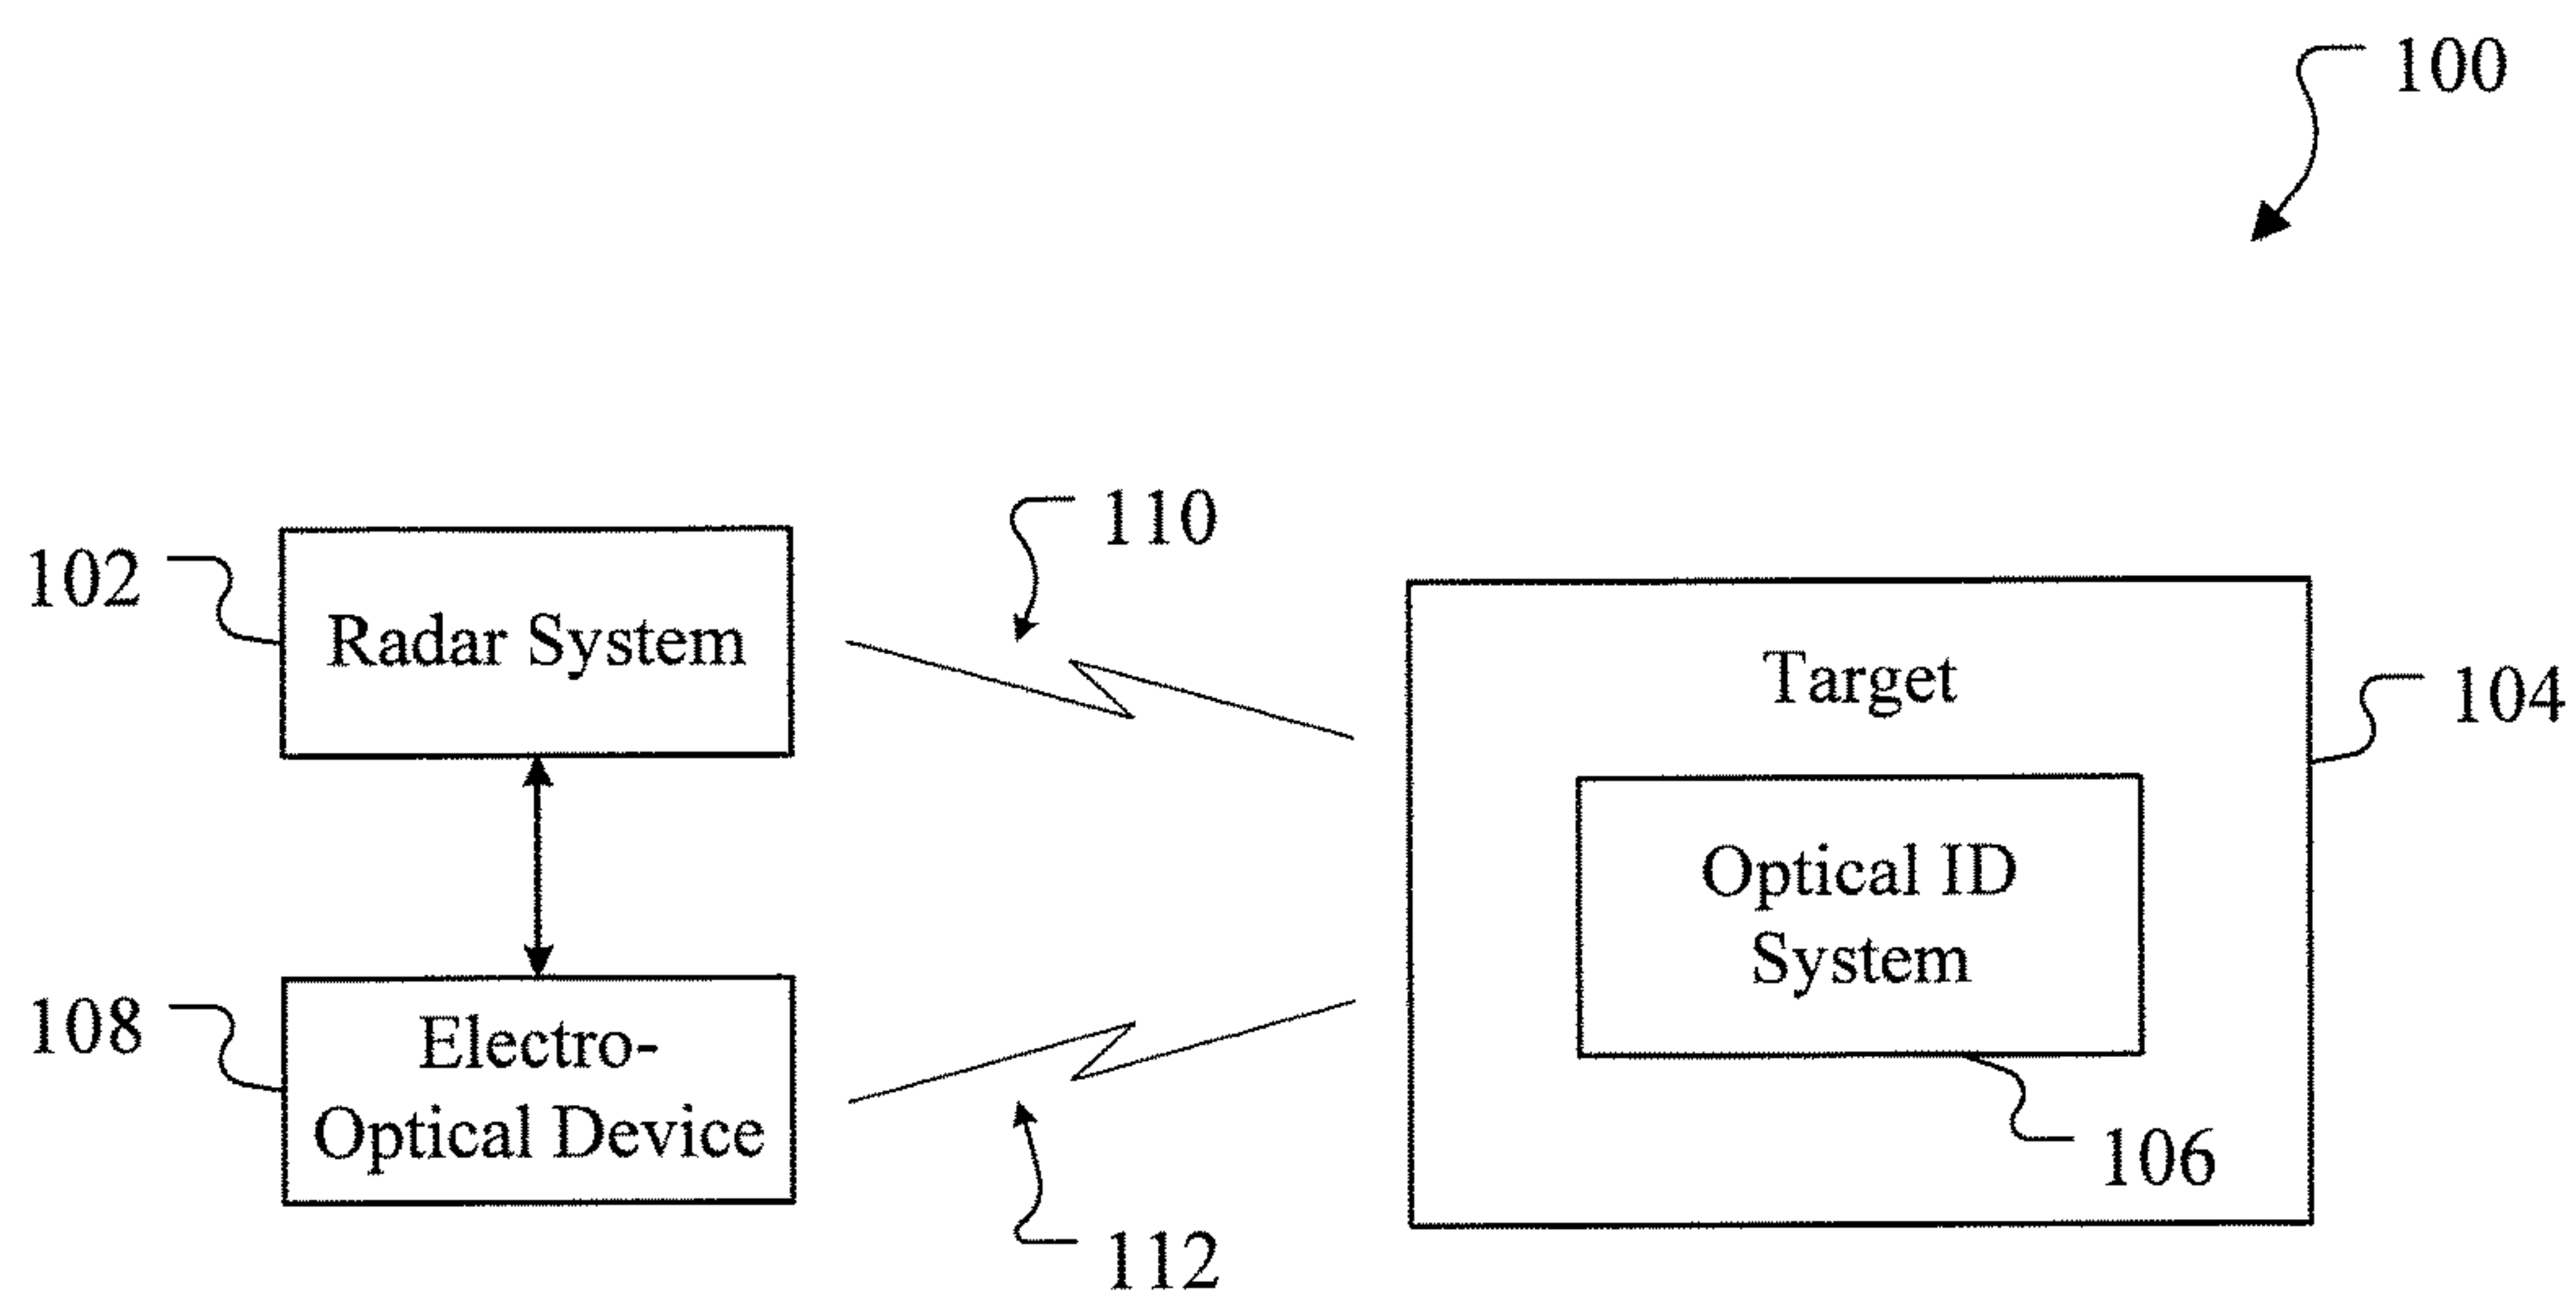 100
110
102
Radar System
Target
104
Optical ID
System
108
Electro-
Optical Device
106
112